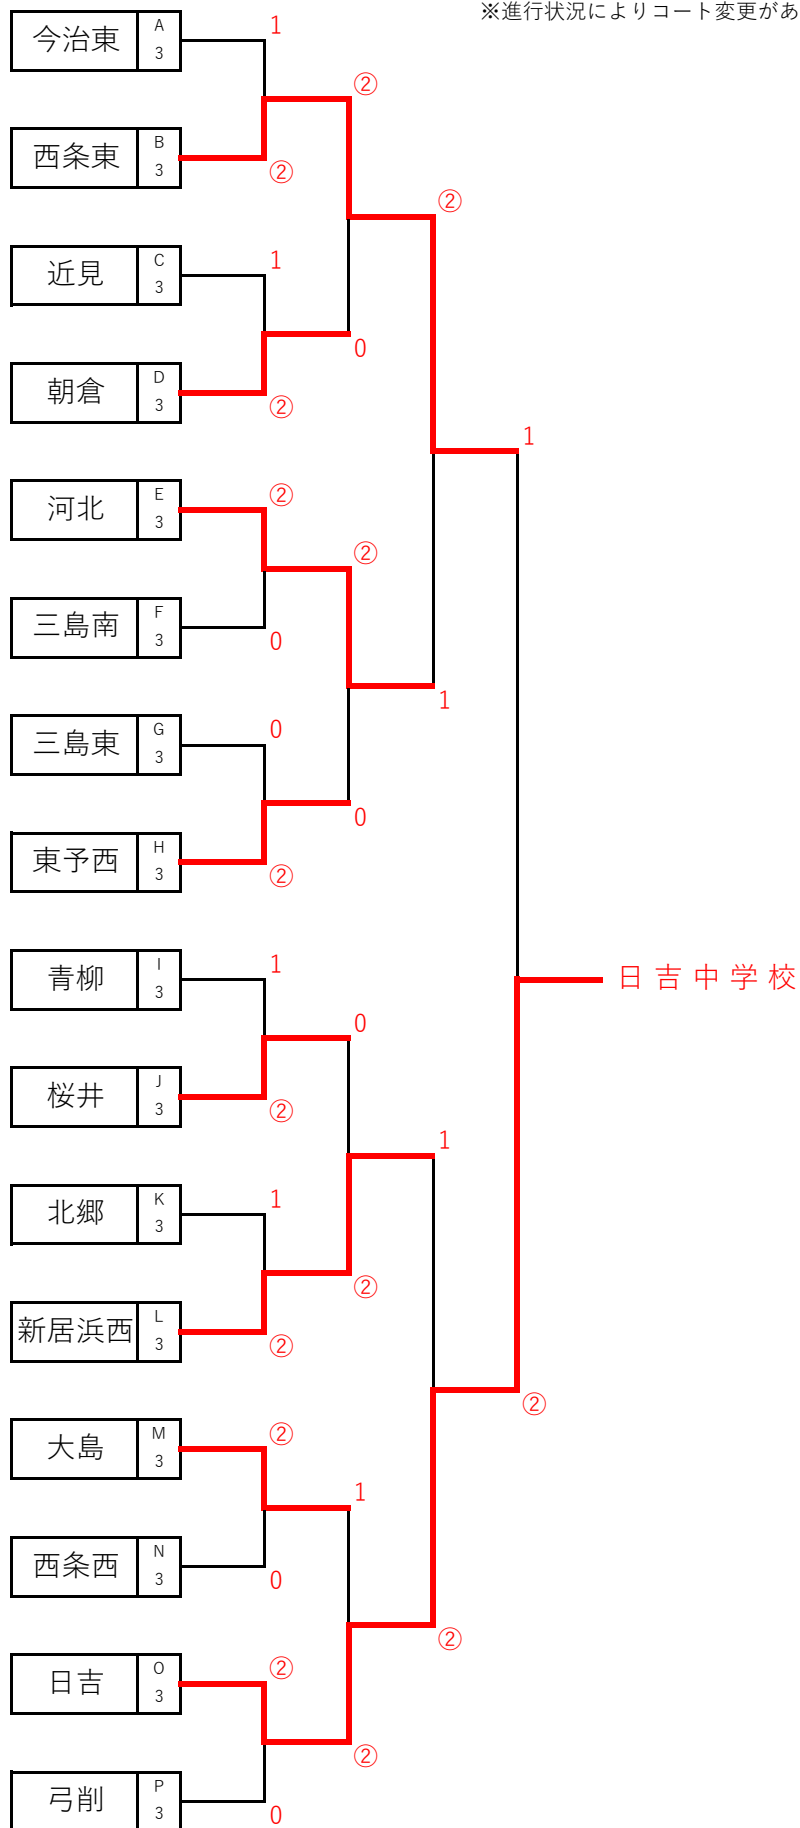 ※進行状況によりコート変更があ
今治東 A 3
1
②
西条東 B 3
②
②
近見 C 3
1
0
朝倉 D 3
②
1
河北 E 3
②
②
三島南 F 3
0
1
三島東 G 3
0
0
東予西 H 3
②
青柳 I 3
1
日吉中学校
0
桜井 J 3
②
1
北郷 K 3
1
②
新居浜西 L 3
②
②
大島 M 3
②
1
西条西 N 3
0
②
日吉 O 3
②
②
弓削 P 3
0